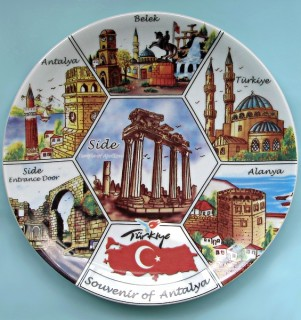 Belek
Antalya
Türkiye
Side
Side
Entrance Door
Alanya
Türkiye
Souvenir of Antalya